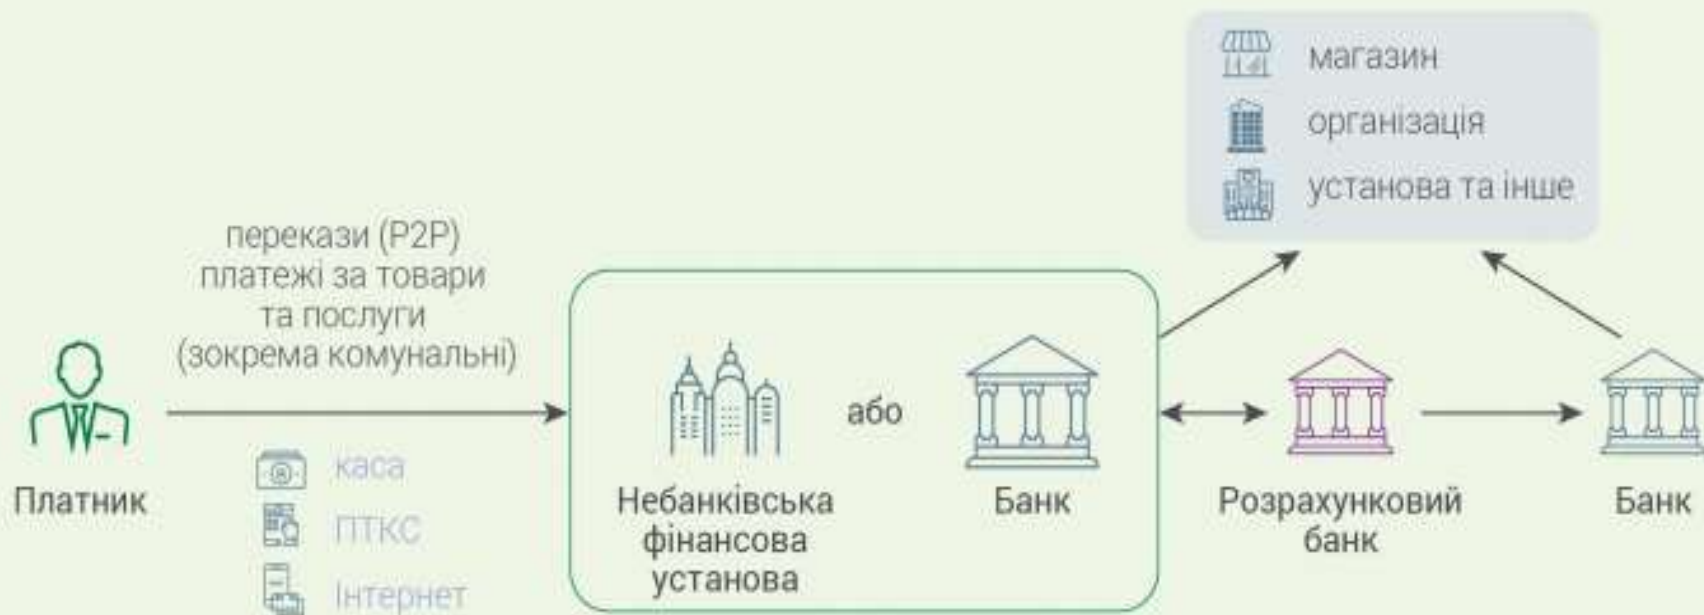 магазин
організація
установа та інше
перекази (P2P)
платежі за товари
та послуги
(зокрема комунальні)
Платник
каса
ПТКС
Інтернет
Небанківська
фінансова
установа
або
Банк
Розрахунковий
банк
Банк